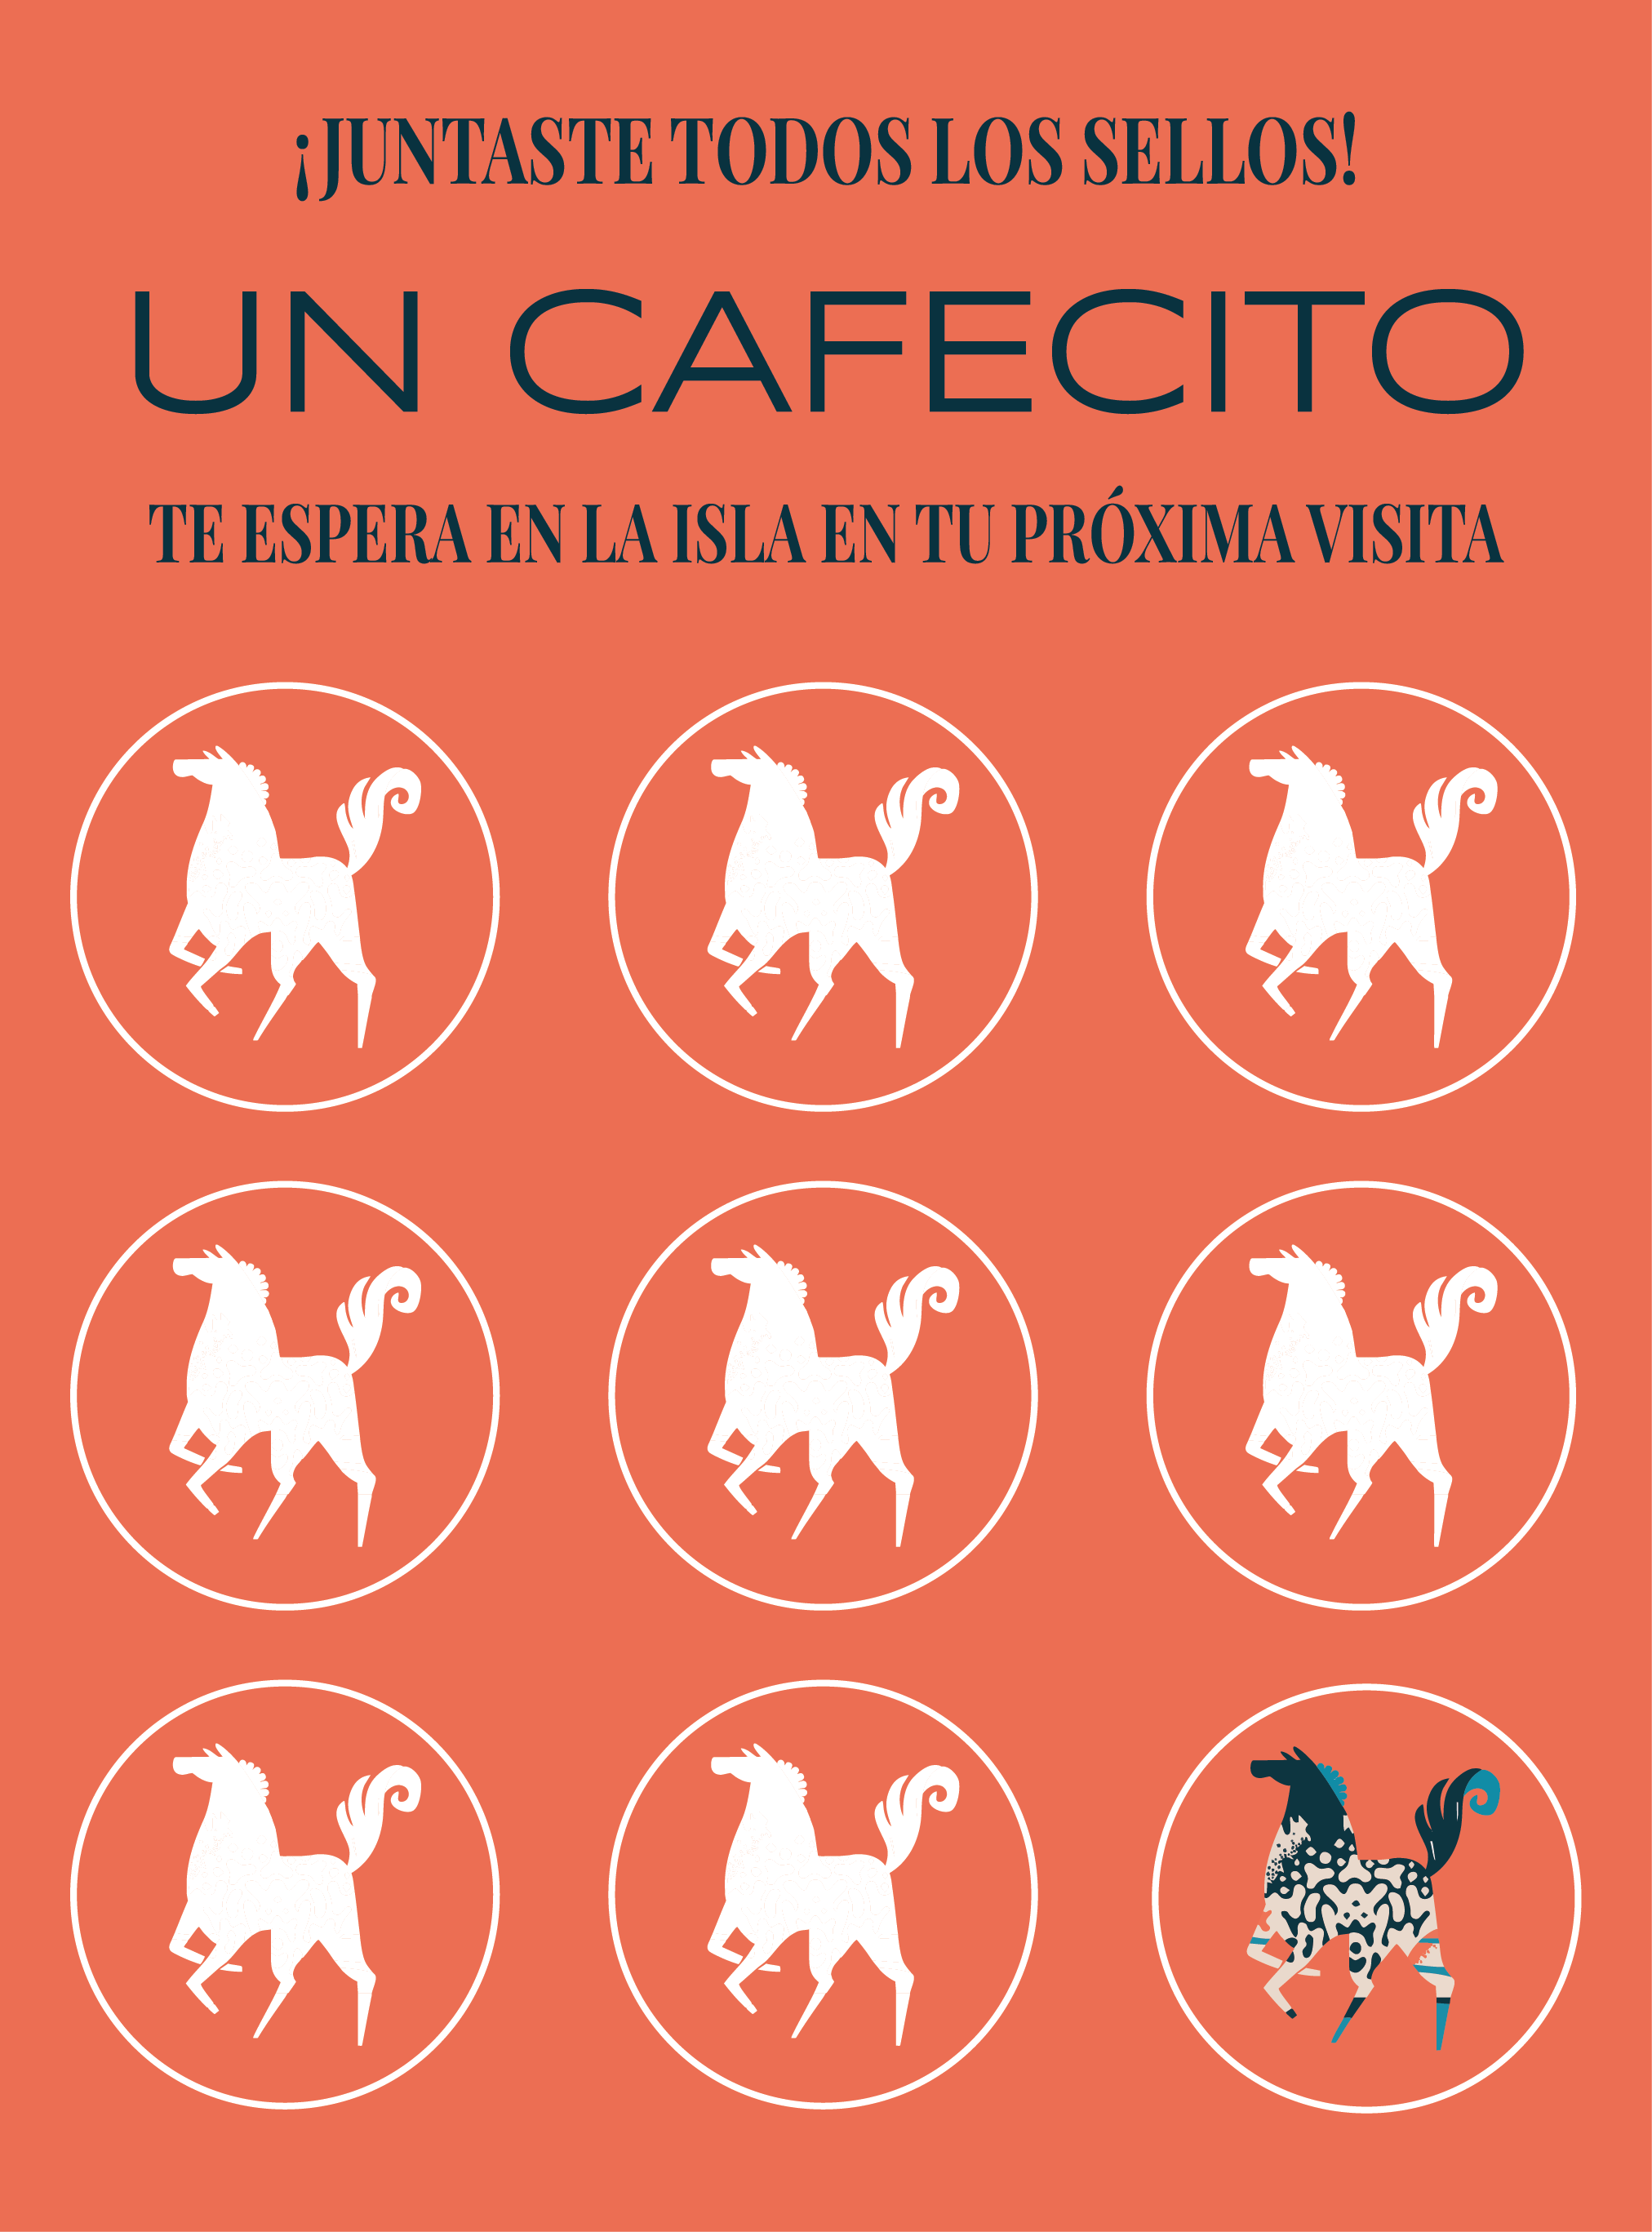 ¡JUNTASTE TODOS LOS SELLOS!
UN CAFECITO
TE ESPERA EN LA ISLA EN TU PRÓXIMA VISITA